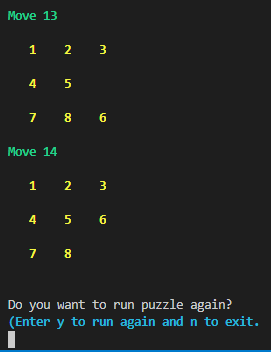 Move 13
1 2 3
4 5
7 8 6
Move 14
1 2 3
4 5 6
7 8
Do you want to run puzzle again?
(Enter y to run again and n to exit.